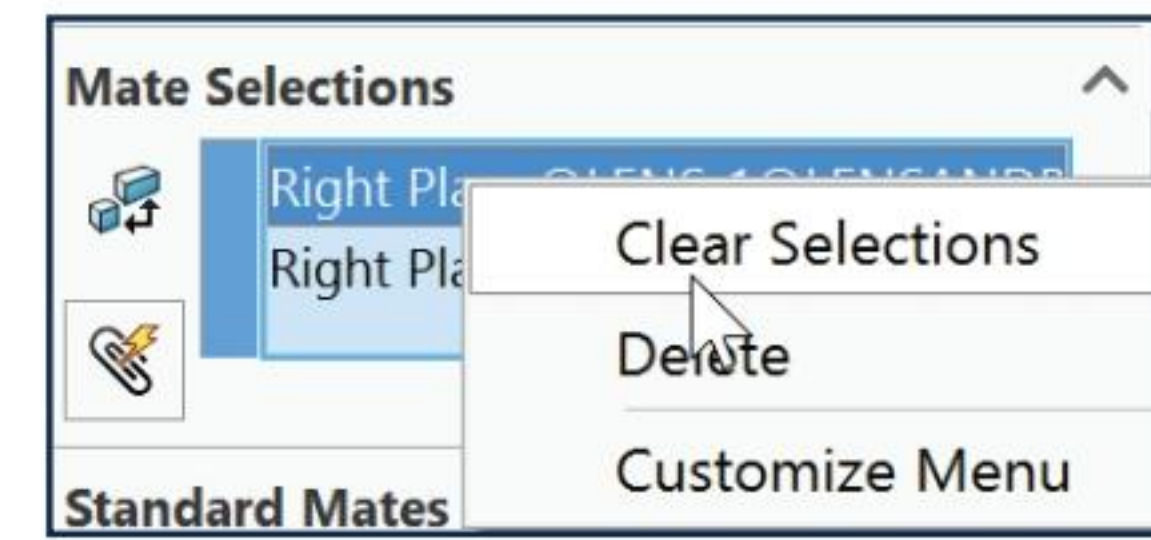 Mate Selections
Right Pla
Clear Selections
Right Pla
Delete
Customize Menu
Standard Mates